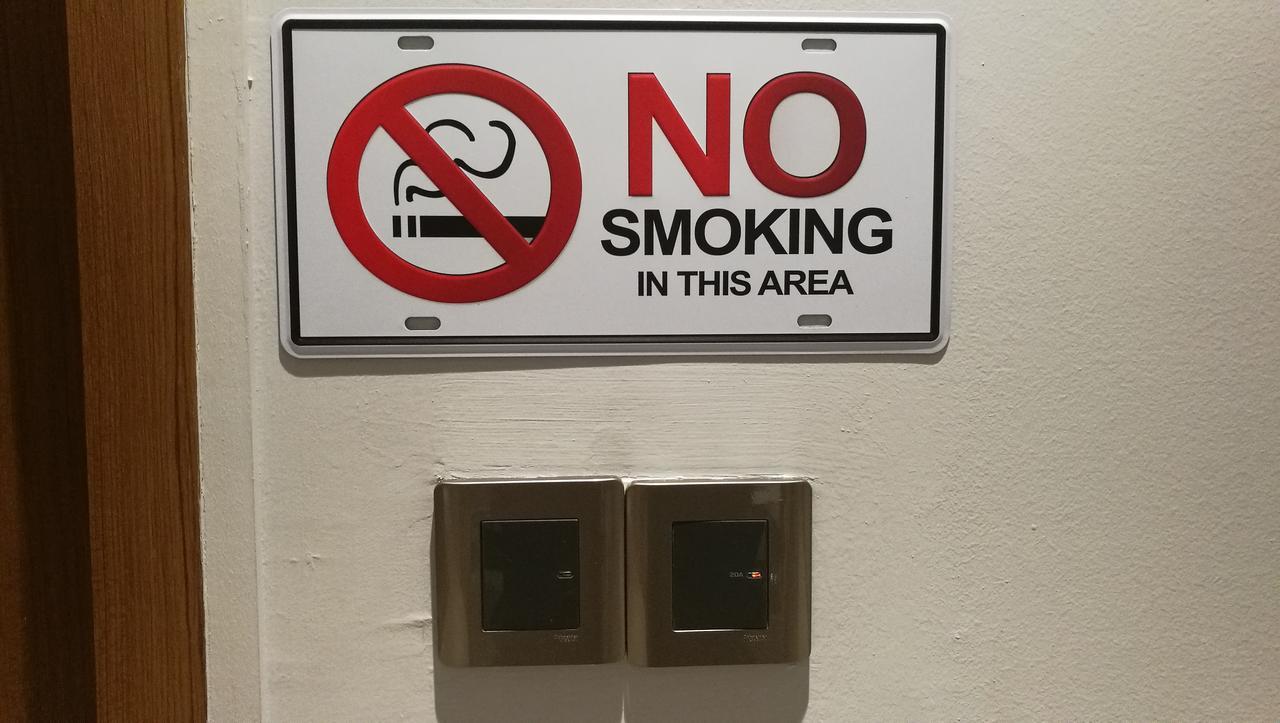 NO
SMOKING
IN THIS AREA
20A